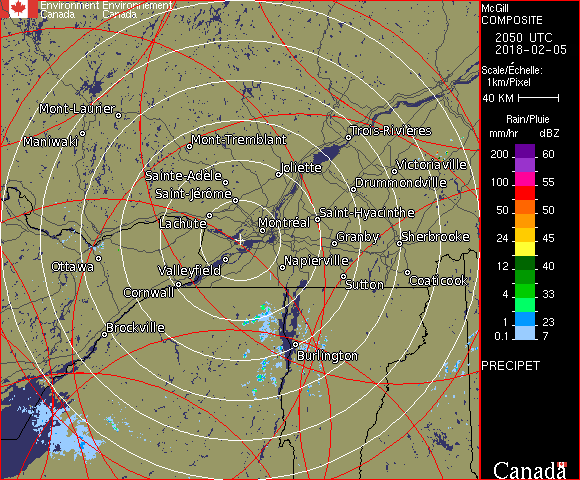 Environment Environnement
Canada Canada
McGill
COMPOSITE
2050 UTC
2018-02-05
Scale/Échelle:
1km/Pixel
40 KM
Rain/Pluie
mm/hr dBZ
200 60
150 57
100 55
50 50
24 45
12 40
4 33
1 23
0.1 7
PRECIPET
Mont-Laurier
Maniwaki
Mont-Tremblant
Trois-Rivières
Joliette
Victoriaville
Sainte-Adèle
Drummondville
Saint-Jérôme
Saint-Hyacinthe
Lachute
Montréal
Granby
Sherbrooke
Ottawa
Valleyfield
Napierville
Cornwall
Sutton
Coaticook
Brockville
Burlington
Canada